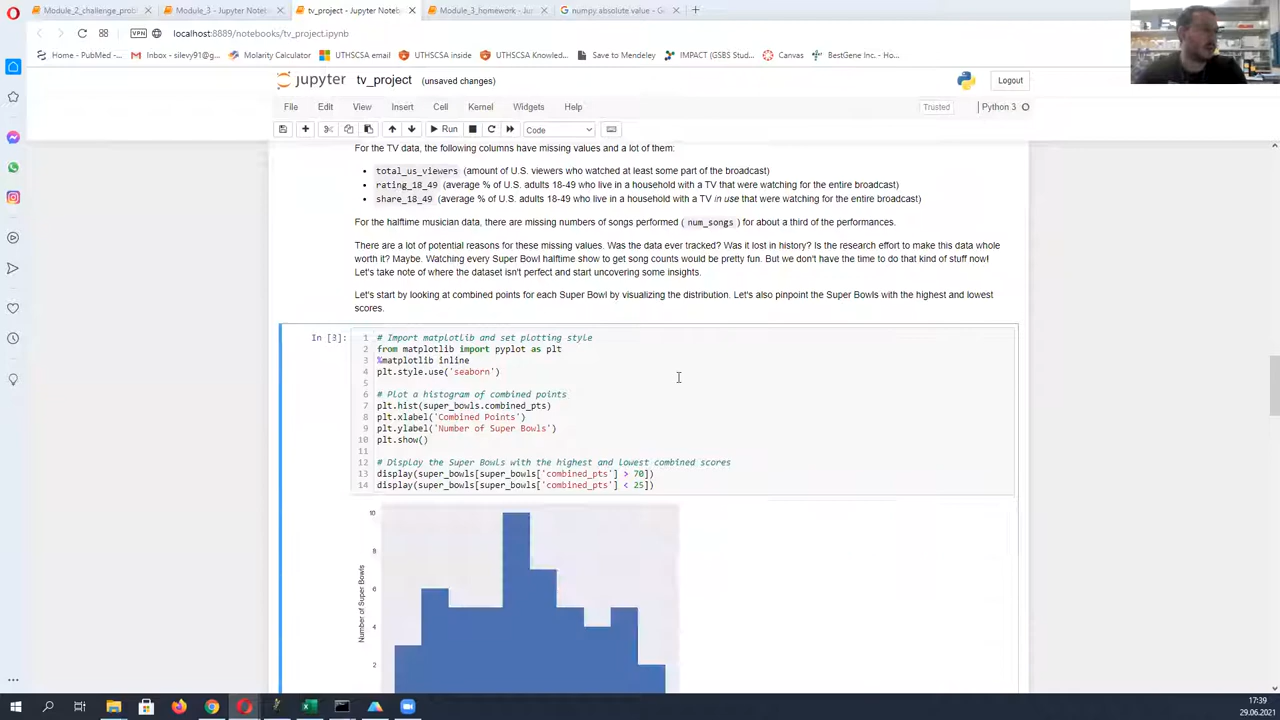 Module_2_challenge_prob
Module_3 - Jupyter Noteb
tv_project - Jupyter Noteb
Module_3_homework - Ju
numpy.absolute.value - G
VPN
localhost:8889/notebooks/tv_project.ipynb
Home - PubMed -...
Inbox - silevy91@g...
Molarity Calculator
UTHSCSA email
UTHSCSA Inside
UTHSCSA Knowled...
Save to Mendeley
IMPACT (GSBS Stud...
Canvas
BestGene Inc. - Ho...
jupyter tv_project (unsaved changes)
Logout
File Edit View Insert Cell Kernel Widgets Help
Trusted
Python 3
Run
Code
For the TV data, the following columns have missing values and a lot of them:
total_us_viewers (amount of U.S. viewers who watched at least some part of the broadcast)
rating_18_49 (average % of U.S. adults 18-49 who live in a household with a TV that were watching for the entire broadcast)
share_18_49 (average % of U.S. adults 18-49 who live in a household with a TV in use that were watching for the entire broadcast)
For the halftime musician data, there are missing numbers of songs performed ( num_songs ) for about a third of the performances.
There are a lot of potential reasons for these missing values. Was the data ever tracked? Was it lost in history? Is the research effort to make this data whole
worth it? Maybe. Watching every Super Bowl halftime show to get song counts would be pretty fun. But we don't have the time to do that kind of stuff now!
Let's take note of where the dataset isn't perfect and start uncovering some insights.
Let's start by looking at combined points for each Super Bowl by visualizing the distribution. Let's also pinpoint the Super Bowls with the highest and lowest
scores.
In [3]:
1 # Import matplotlib and set plotting style
2 from matplotlib import pyplot as plt
3 %matplotlib inline
4 plt.style.use('seaborn')
5
6 # Plot a histogram of combined points
7 plt.hist(super_bowls.combined_pts)
8 plt.xlabel('Combined Points')
9 plt.ylabel('Number of Super Bowls')
10 plt.show()
11
12 # Display the Super Bowls with the highest and lowest combined scores
13 display(super_bowls[super_bowls['combined_pts'] > 70])
14 display(super_bowls[super_bowls['combined_pts'] < 25])
10
8
6
4
2
Number of Super Bowls
17:39
29.06.2021